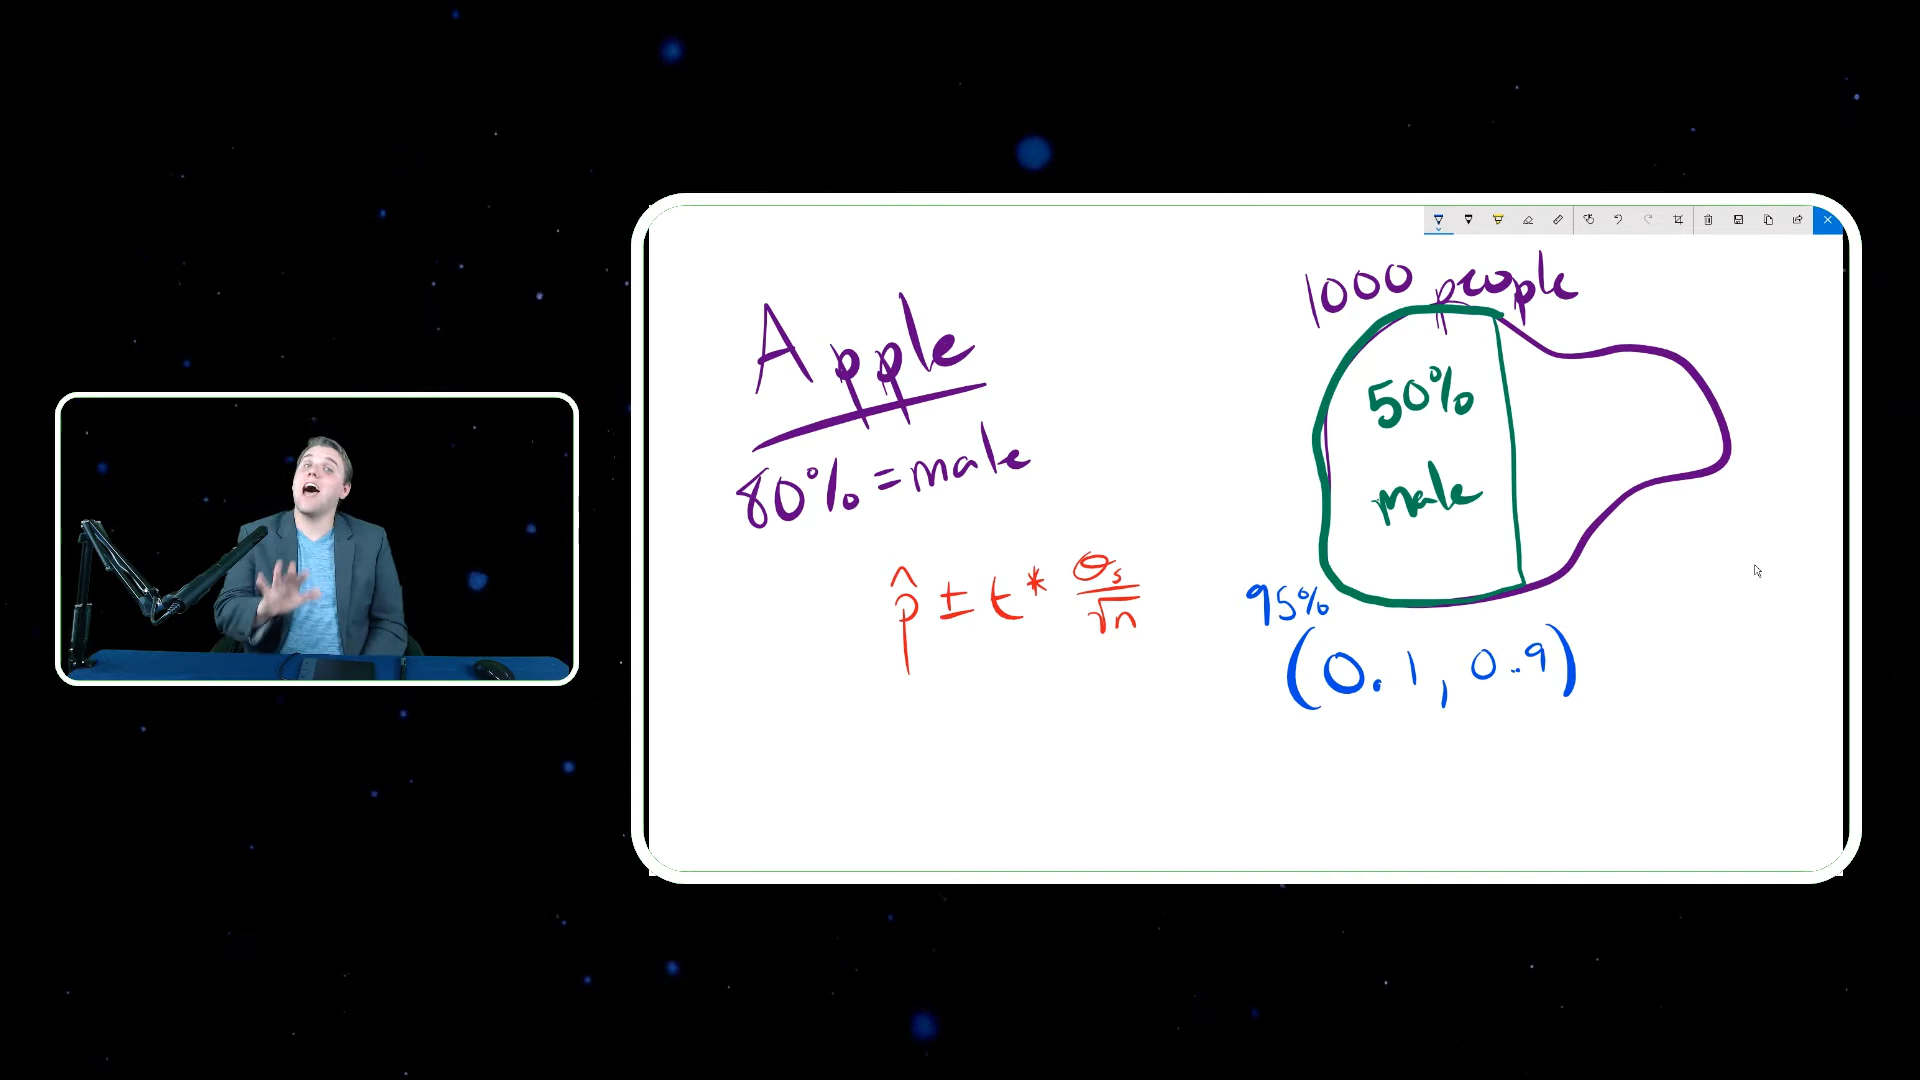 Apple
80% = male
p̂ ± t* σs/√n
1000 people
50%
male
95%
(0.1, 0.9)